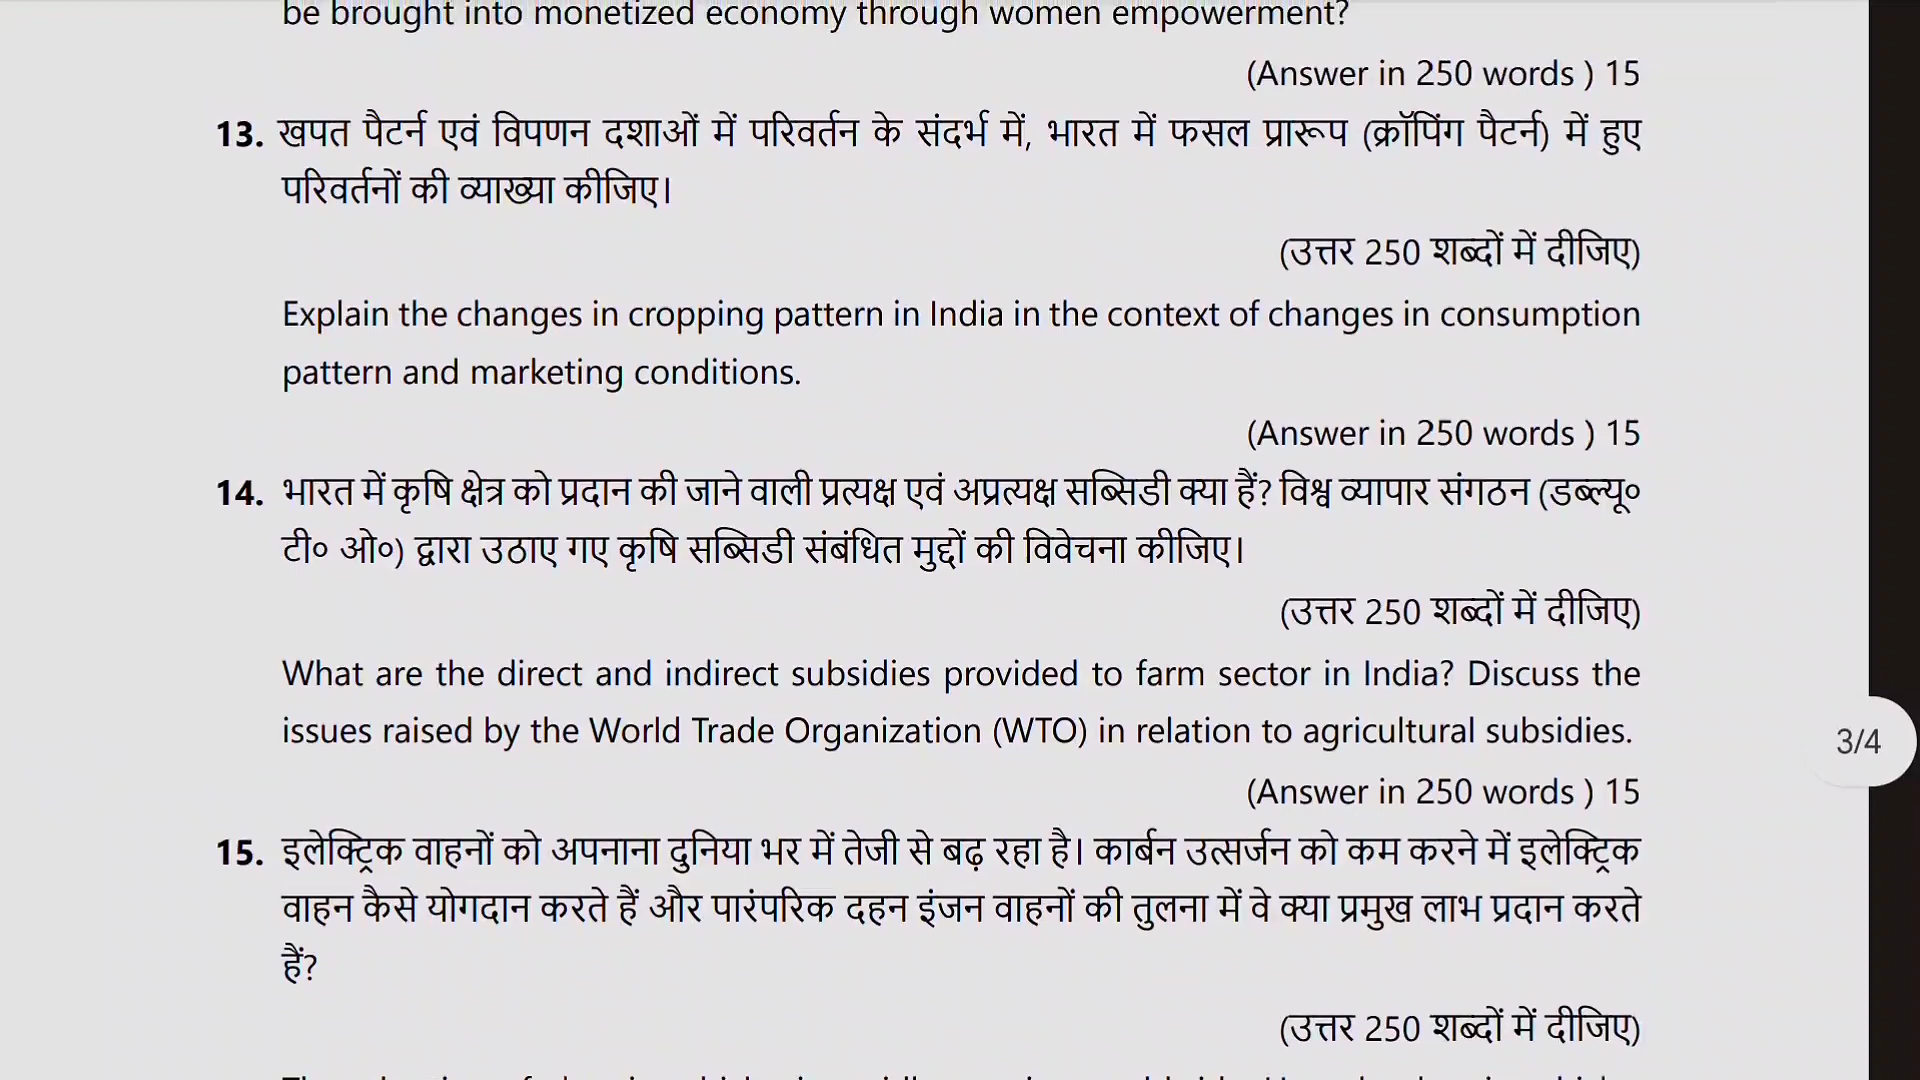 be brought into monetized economy through women empowerment?
(Answer in 250 words ) 15
13. खपत पैटर्न एवं विपणन दशाओं में परिवर्तन के संदर्भ में, भारत में फसल प्रारूप (क्रॉपिंग पैटर्न) में हुए
परिवर्तनों की व्याख्या कीजिए।
(उत्तर 250 शब्दों में दीजिए)
Explain the changes in cropping pattern in India in the context of changes in consumption
pattern and marketing conditions.
(Answer in 250 words ) 15
14. भारत में कृषि क्षेत्र को प्रदान की जाने वाली प्रत्यक्ष एवं अप्रत्यक्ष सब्सिडी क्या हैं? विश्व व्यापार संगठन (डब्ल्यू०
टी० ओ०) द्वारा उठाए गए कृषि सब्सिडी संबंधित मुद्दों की विवेचना कीजिए।
(उत्तर 250 शब्दों में दीजिए)
What are the direct and indirect subsidies provided to farm sector in India? Discuss the
issues raised by the World Trade Organization (WTO) in relation to agricultural subsidies.
3/4
(Answer in 250 words ) 15
15. इलेक्ट्रिक वाहनों को अपनाना दुनिया भर में तेजी से बढ़ रहा है। कार्बन उत्सर्जन को कम करने में इलेक्ट्रिक
वाहन कैसे योगदान करते हैं और पारंपरिक दहन इंजन वाहनों की तुलना में वे क्या प्रमुख लाभ प्रदान करते
हैं?
(उत्तर 250 शब्दों में दीजिए)